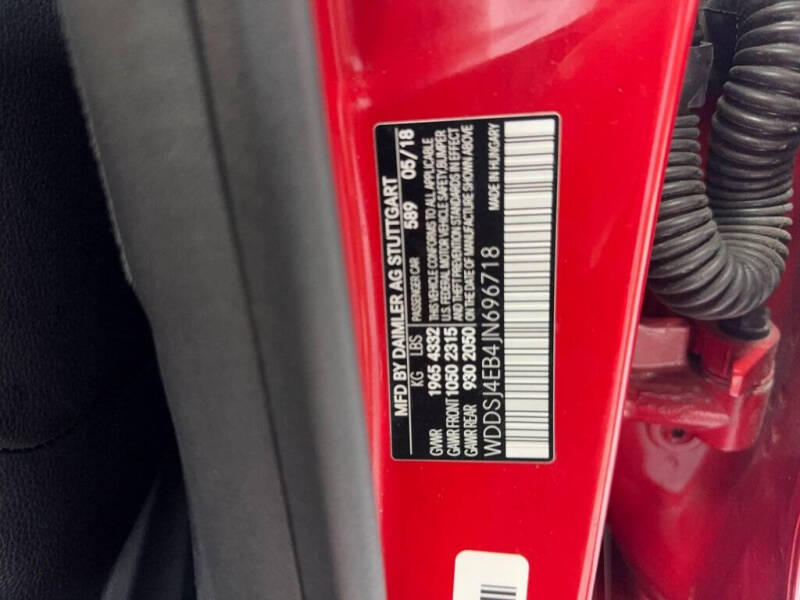 MFD BY DAIMLER AG STUTTGART
KG LBS PASSENGER CAR 589 05/18
GVWR 1965 4332 THIS VEHICLE CONFORMS TO ALL APPLICABLE
GAWR FRONT 1050 2315 U.S. FEDERAL MOTOR VEHICLE SAFETY, BUMPER
GAWR REAR 930 2050 AND THEFT PREVENTION STANDARDS IN EFFECT
ON THE DATE OF MANUFACTURE SHOWN ABOVE
WDDSJ4EB4JN696718 MADE IN HUNGARY